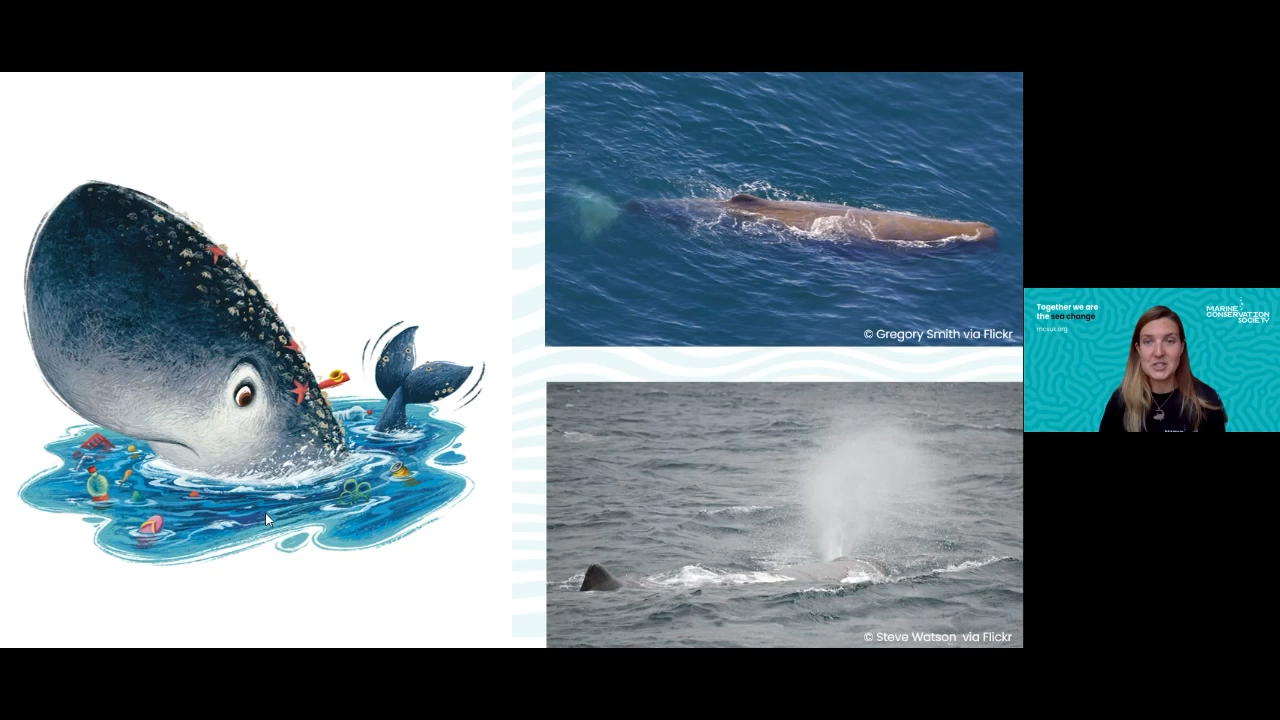 © Gregory Smith via Flickr
© Steve Watson via Flickr
Together we are
the sea change
mcsuk.org
MARINE
CONSERVATION
SOCIETY